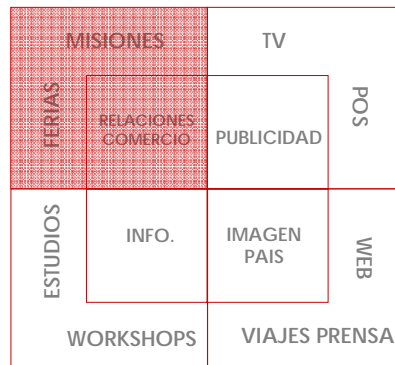 MISIONES
TV
FERIAS
RELACIONES
COMERCIO
PUBLICIDAD
POS
ESTUDIOS
INFO.
IMAGEN
PAIS
WEB
WORKSHOPS
VIAJES PRENSA